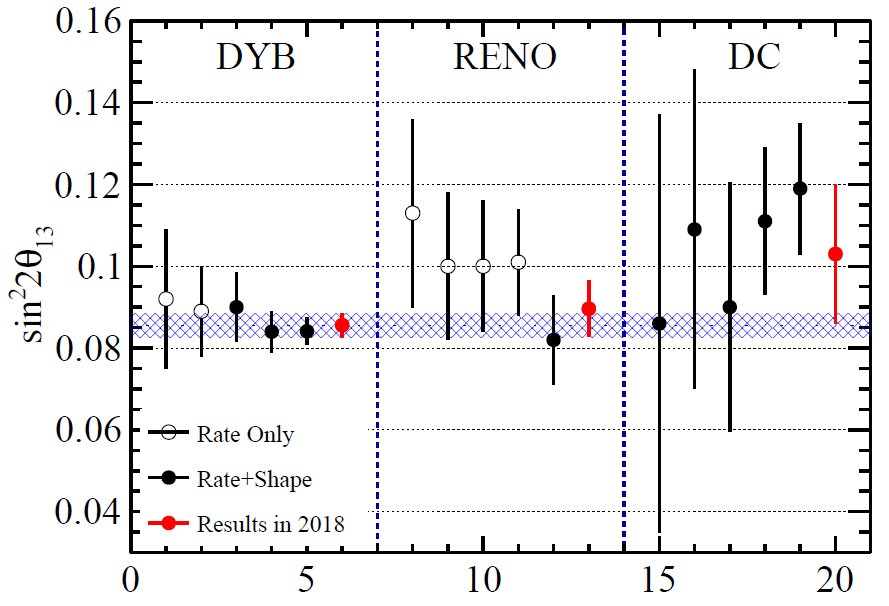 0.16
DYB RENO DC
0.14
0.12
0.1
0.08
0.06
0.04
sin²2θ₁₃
Rate Only
Rate+Shape
Results in 2018
0 5 10 15 20